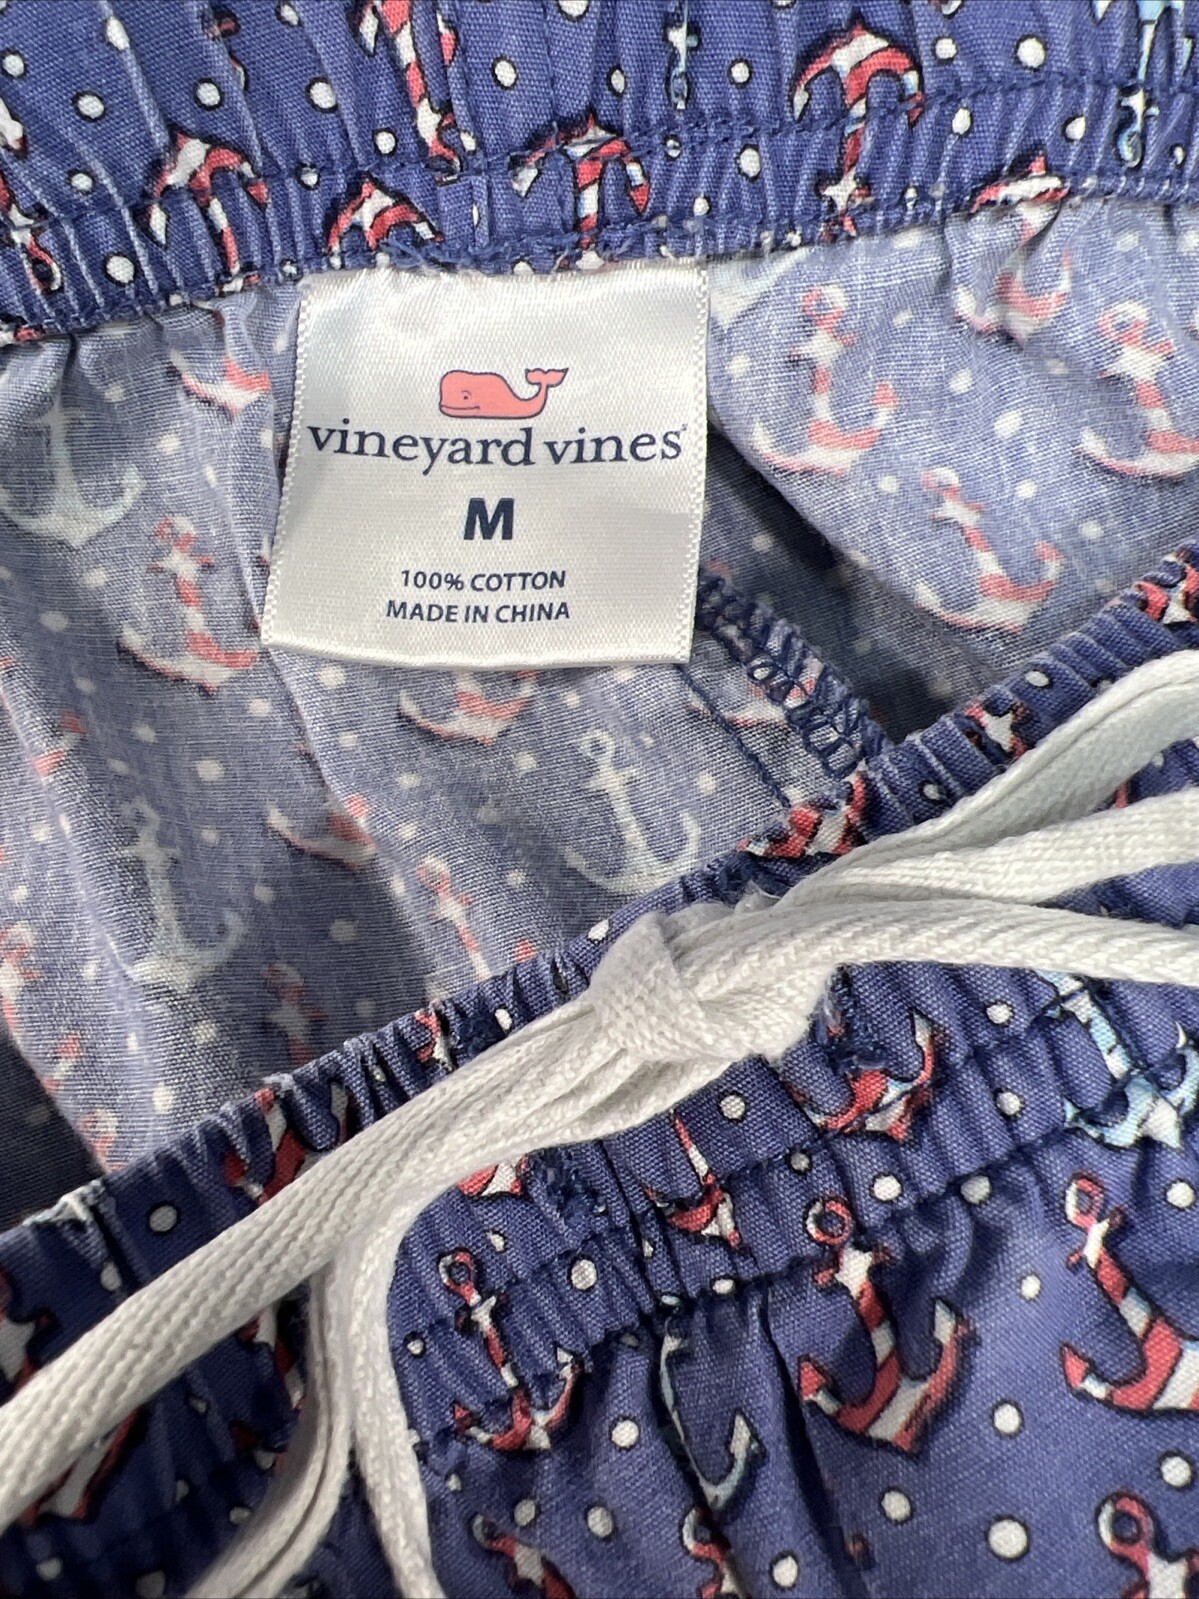 vineyard vines
M
100% COTTON
MADE IN CHINA